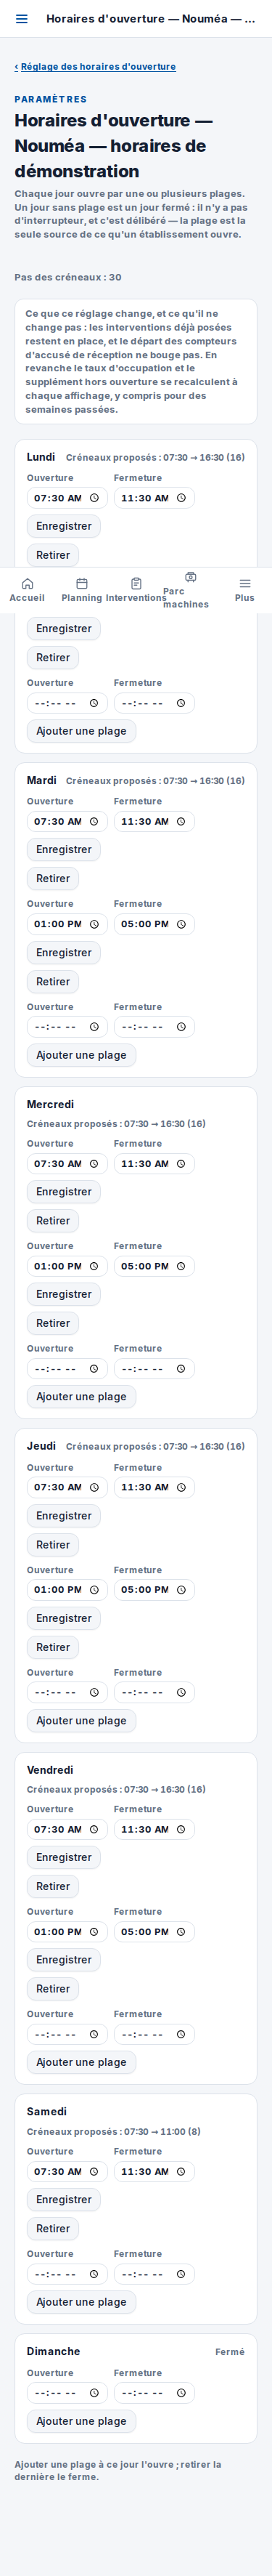 Horaires d'ouverture — Nouméa — ...
‹ Réglage des horaires d'ouverture
PARAMÈTRES
Horaires d'ouverture —
Nouméa — horaires de
démonstration
Chaque jour ouvre par une ou plusieurs plages.
Un jour sans plage est un jour fermé : il n'y a pas
d'interrupteur, et c'est délibéré — la plage est la
seule source de ce qu'un établissement ouvre.
Pas des créneaux : 30
Ce que ce réglage change, et ce qu'il ne
change pas : les interventions déjà posées
restent en place, et le départ des compteurs
d'accusé de réception ne bouge pas. En
revanche le taux d'occupation et le
supplément hors ouverture se recalculent à
chaque affichage, y compris pour des
semaines passées.
Lundi Créneaux proposés : 07:30 → 16:30 (16)
Ouverture Fermeture
07:30 AM 11:30 AM
Enregistrer
Retirer
Accueil Planning Interventions Parc machines Plus
Enregistrer
Retirer
Ouverture Fermeture
--:-- -- --:-- --
Ajouter une plage
Mardi Créneaux proposés : 07:30 → 16:30 (16)
Ouverture Fermeture
07:30 AM 11:30 AM
Enregistrer
Retirer
Ouverture Fermeture
01:00 PM 05:00 PM
Enregistrer
Retirer
Ouverture Fermeture
--:-- -- --:-- --
Ajouter une plage
Mercredi
Créneaux proposés : 07:30 → 16:30 (16)
Ouverture Fermeture
07:30 AM 11:30 AM
Enregistrer
Retirer
Ouverture Fermeture
01:00 PM 05:00 PM
Enregistrer
Retirer
Ouverture Fermeture
--:-- -- --:-- --
Ajouter une plage
Jeudi Créneaux proposés : 07:30 → 16:30 (16)
Ouverture Fermeture
07:30 AM 11:30 AM
Enregistrer
Retirer
Ouverture Fermeture
01:00 PM 05:00 PM
Enregistrer
Retirer
Ouverture Fermeture
--:-- -- --:-- --
Ajouter une plage
Vendredi
Créneaux proposés : 07:30 → 16:30 (16)
Ouverture Fermeture
07:30 AM 11:30 AM
Enregistrer
Retirer
Ouverture Fermeture
01:00 PM 05:00 PM
Enregistrer
Retirer
Ouverture Fermeture
--:-- -- --:-- --
Ajouter une plage
Samedi
Créneaux proposés : 07:30 → 11:00 (8)
Ouverture Fermeture
07:30 AM 11:30 AM
Enregistrer
Retirer
Ouverture Fermeture
--:-- -- --:-- --
Ajouter une plage
Dimanche Fermé
Ouverture Fermeture
--:-- -- --:-- --
Ajouter une plage
Ajouter une plage à ce jour l'ouvre ; retirer la
dernière le ferme.